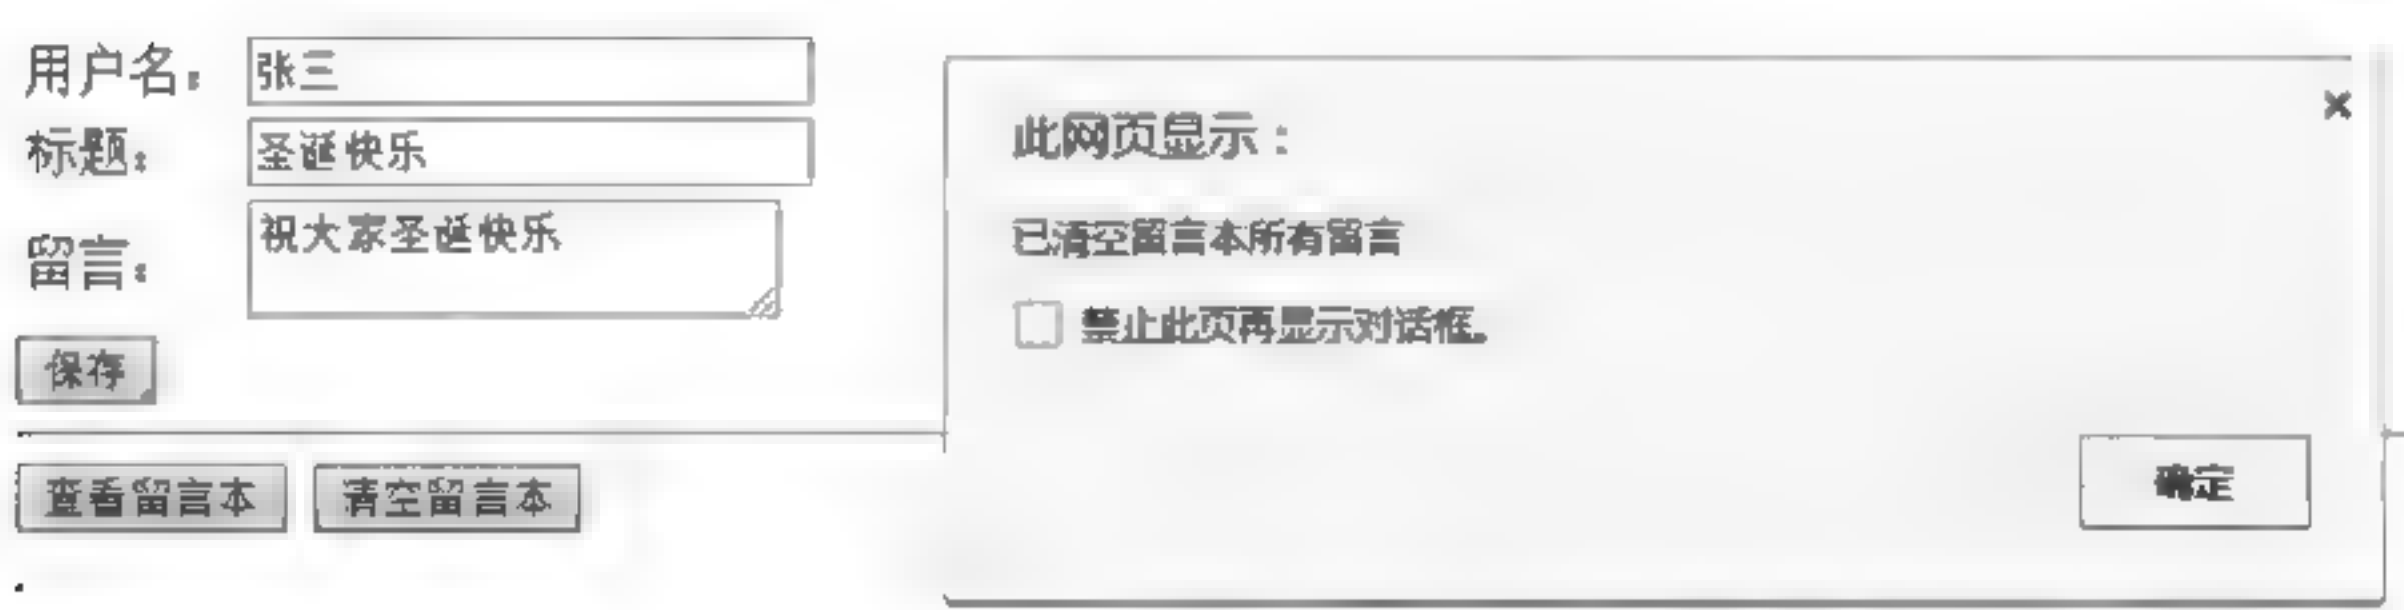 用户名: 张三
标题: 圣诞快乐
留言: 祝大家圣诞快乐
保存
查看留言本 清空留言本
×
此网页显示:
已清空留言本所有留言
禁止此页再显示对话框。
确定